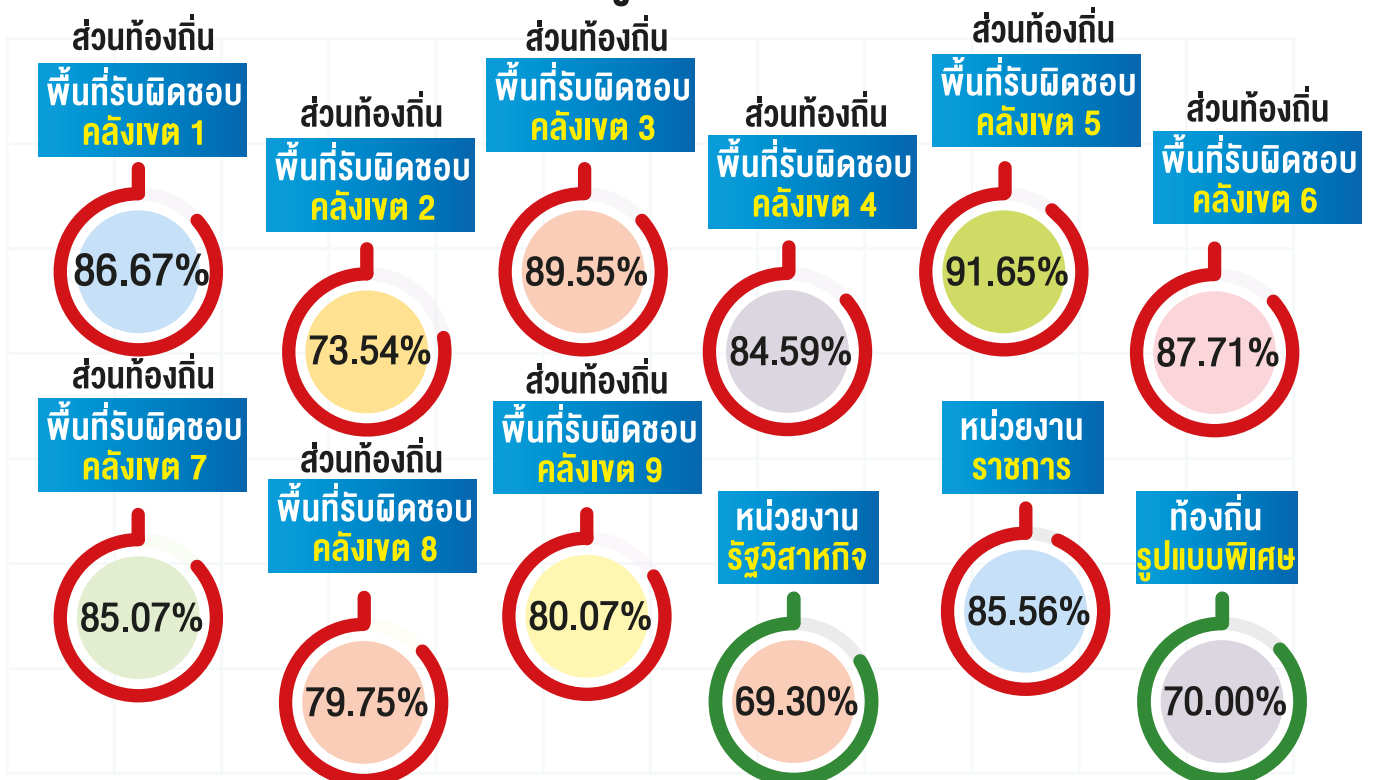 ส่วนท้องถิ่น
พื้นที่รับผิดชอบ
คลังเขต 1
86.67%
ส่วนท้องถิ่น
พื้นที่รับผิดชอบ
คลังเขต 2
73.54%
ส่วนท้องถิ่น
พื้นที่รับผิดชอบ
คลังเขต 3
89.55%
ส่วนท้องถิ่น
พื้นที่รับผิดชอบ
คลังเขต 4
84.59%
ส่วนท้องถิ่น
พื้นที่รับผิดชอบ
คลังเขต 5
91.65%
ส่วนท้องถิ่น
พื้นที่รับผิดชอบ
คลังเขต 6
87.71%
ส่วนท้องถิ่น
พื้นที่รับผิดชอบ
คลังเขต 7
85.07%
ส่วนท้องถิ่น
พื้นที่รับผิดชอบ
คลังเขต 8
79.75%
ส่วนท้องถิ่น
พื้นที่รับผิดชอบ
คลังเขต 9
80.07%
หน่วยงาน
รัฐวิสาหกิจ
69.30%
หน่วยงาน
ราชการ
85.56%
ท้องถิ่น
รูปแบบพิเศษ
70.00%